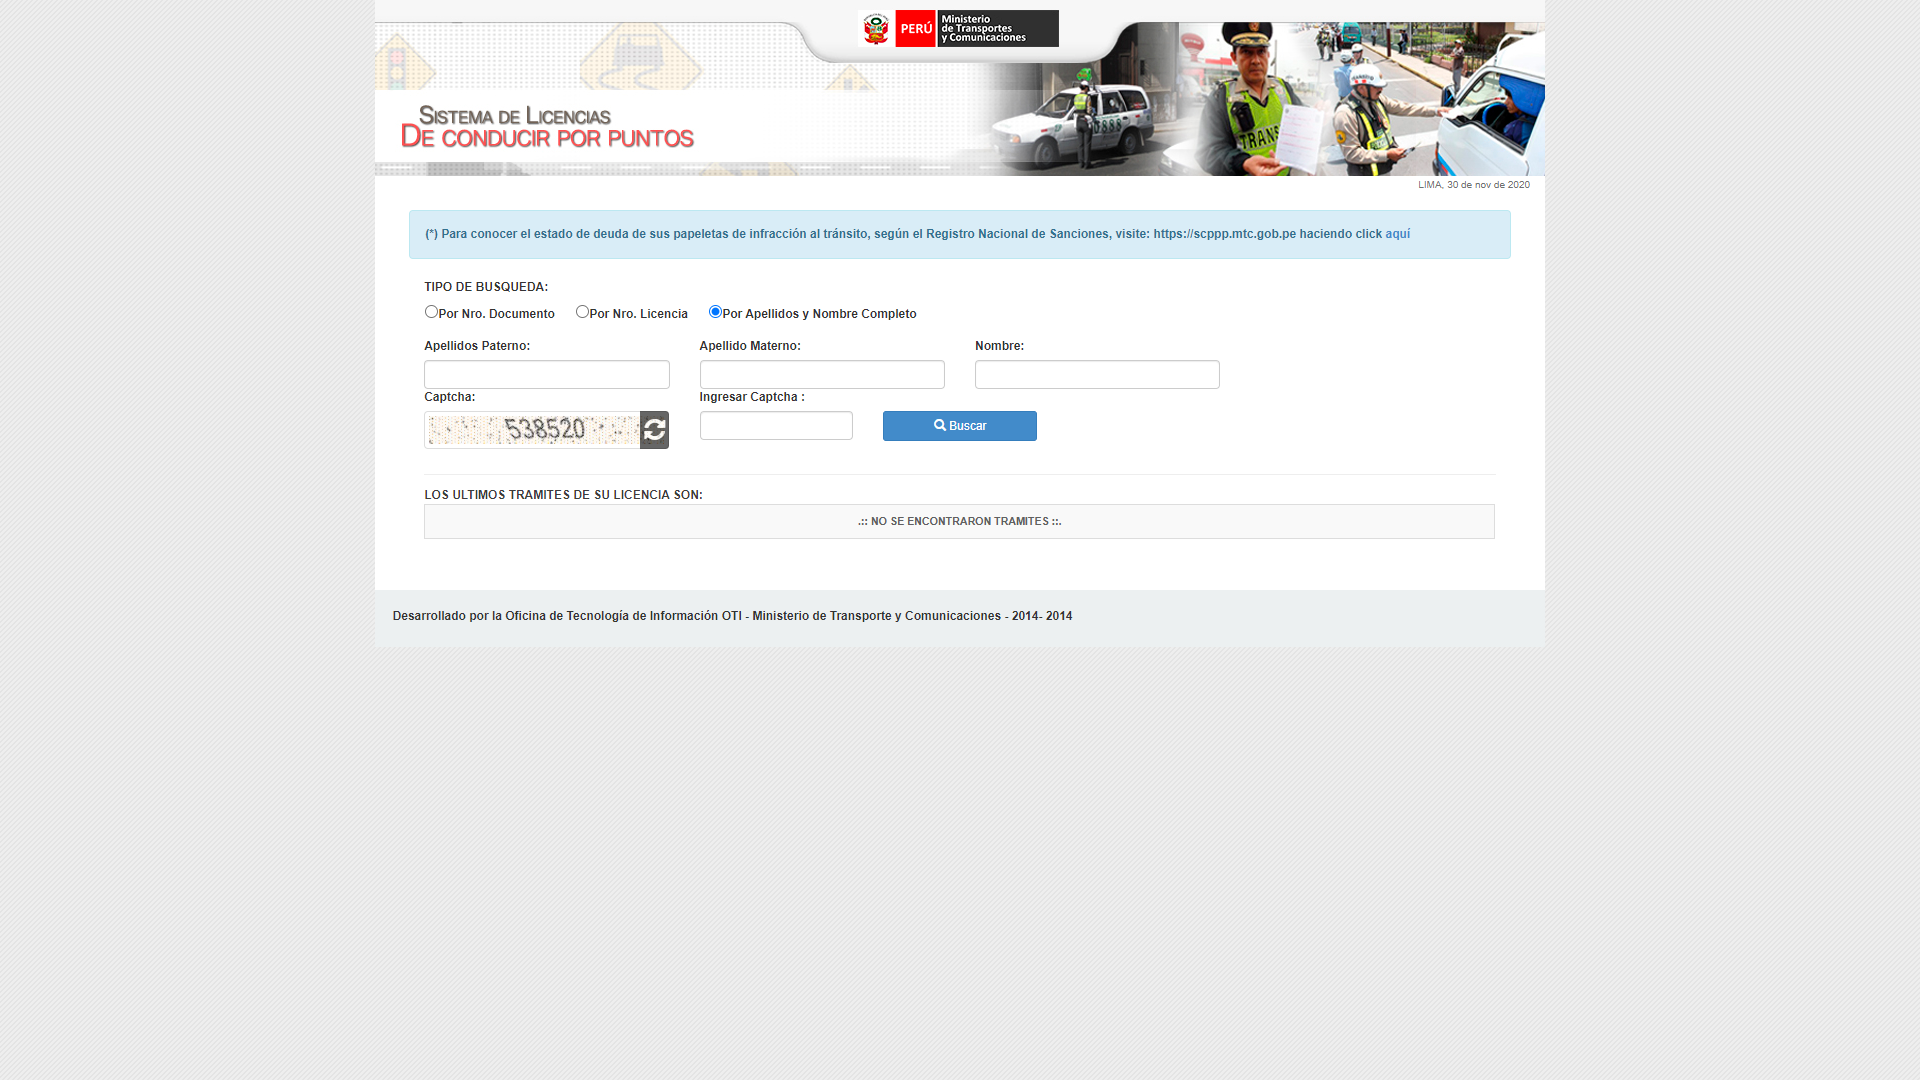 PERÚ
Ministerio
de Transportes
y Comunicaciones
SISTEMA DE LICENCIAS
DE CONDUCIR POR PUNTOS
TRANS
LIMA, 30 de nov de 2020
(*) Para conocer el estado de deuda de sus papeletas de infracción al tránsito, según el Registro Nacional de Sanciones, visite: https://scppp.mtc.gob.pe haciendo click aquí
TIPO DE BUSQUEDA:
Por Nro. Documento Por Nro. Licencia Por Apellidos y Nombre Completo
Apellidos Paterno: Apellido Materno: Nombre:
Captcha: Ingresar Captcha :
538520 Buscar
LOS ULTIMOS TRAMITES DE SU LICENCIA SON:
.:: NO SE ENCONTRARON TRAMITES ::.
Desarrollado por la Oficina de Tecnología de Información OTI - Ministerio de Transporte y Comunicaciones - 2014- 2014